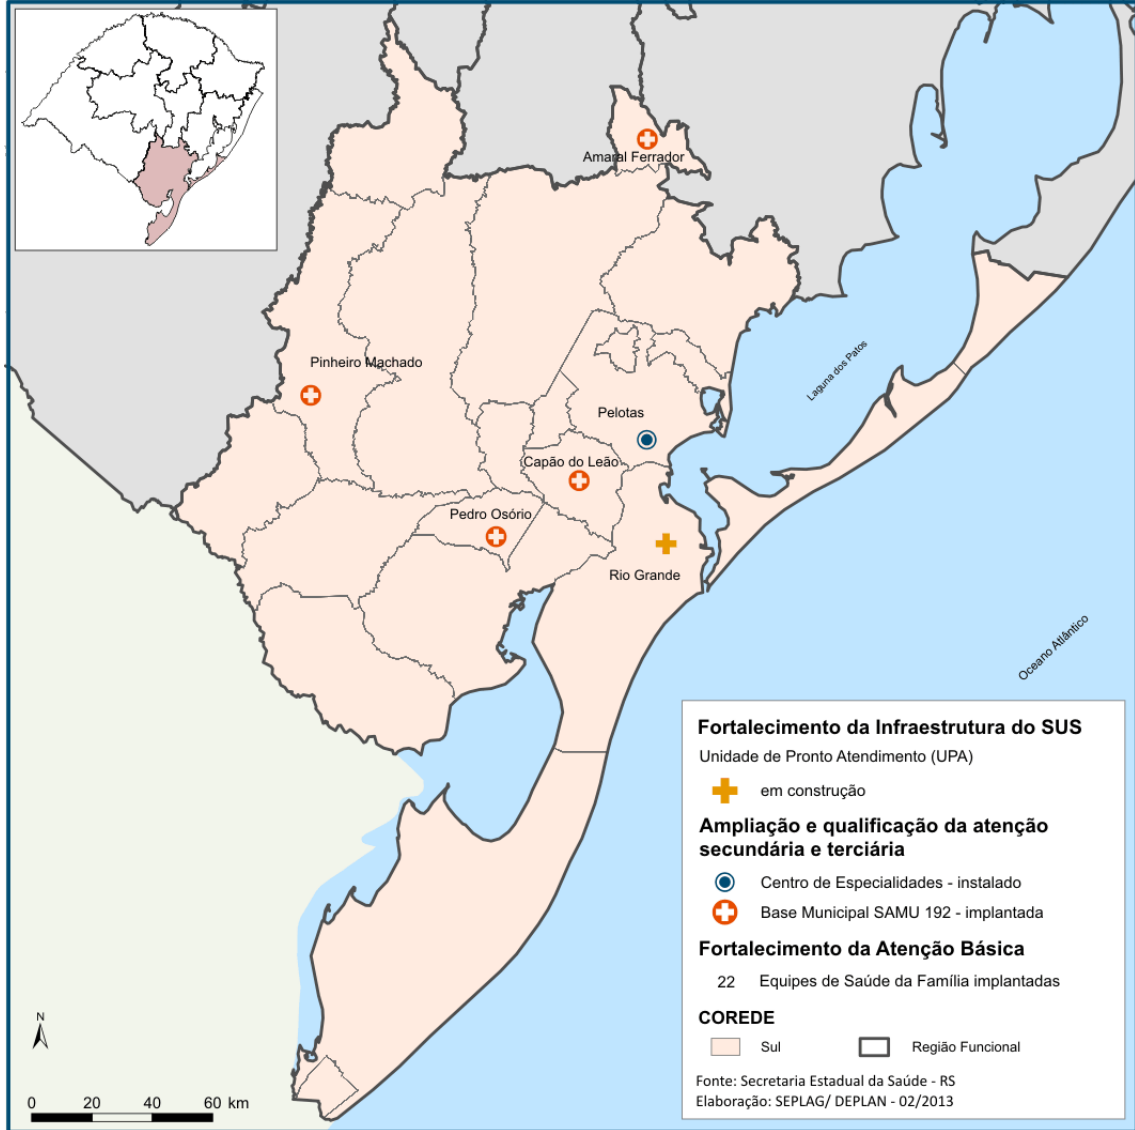 Amaral Ferrador
Pinheiro Machado
Laguna dos Patos
Pelotas
Capão do Leão
Pedro Osório
Rio Grande
Oceano Atlântico
Fortalecimento da Infraestrutura do SUS
Unidade de Pronto Atendimento (UPA)
em construção
Ampliação e qualificação da atenção
secundária e terciária
Centro de Especialidades - instalado
Base Municipal SAMU 192 - implantada
Fortalecimento da Atenção Básica
22 Equipes de Saúde da Família implantadas
COREDE
Sul Região Funcional
Fonte: Secretaria Estadual da Saúde - RS
Elaboração: SEPLAG/ DEPLAN - 02/2013
N
0 20 40 60 km